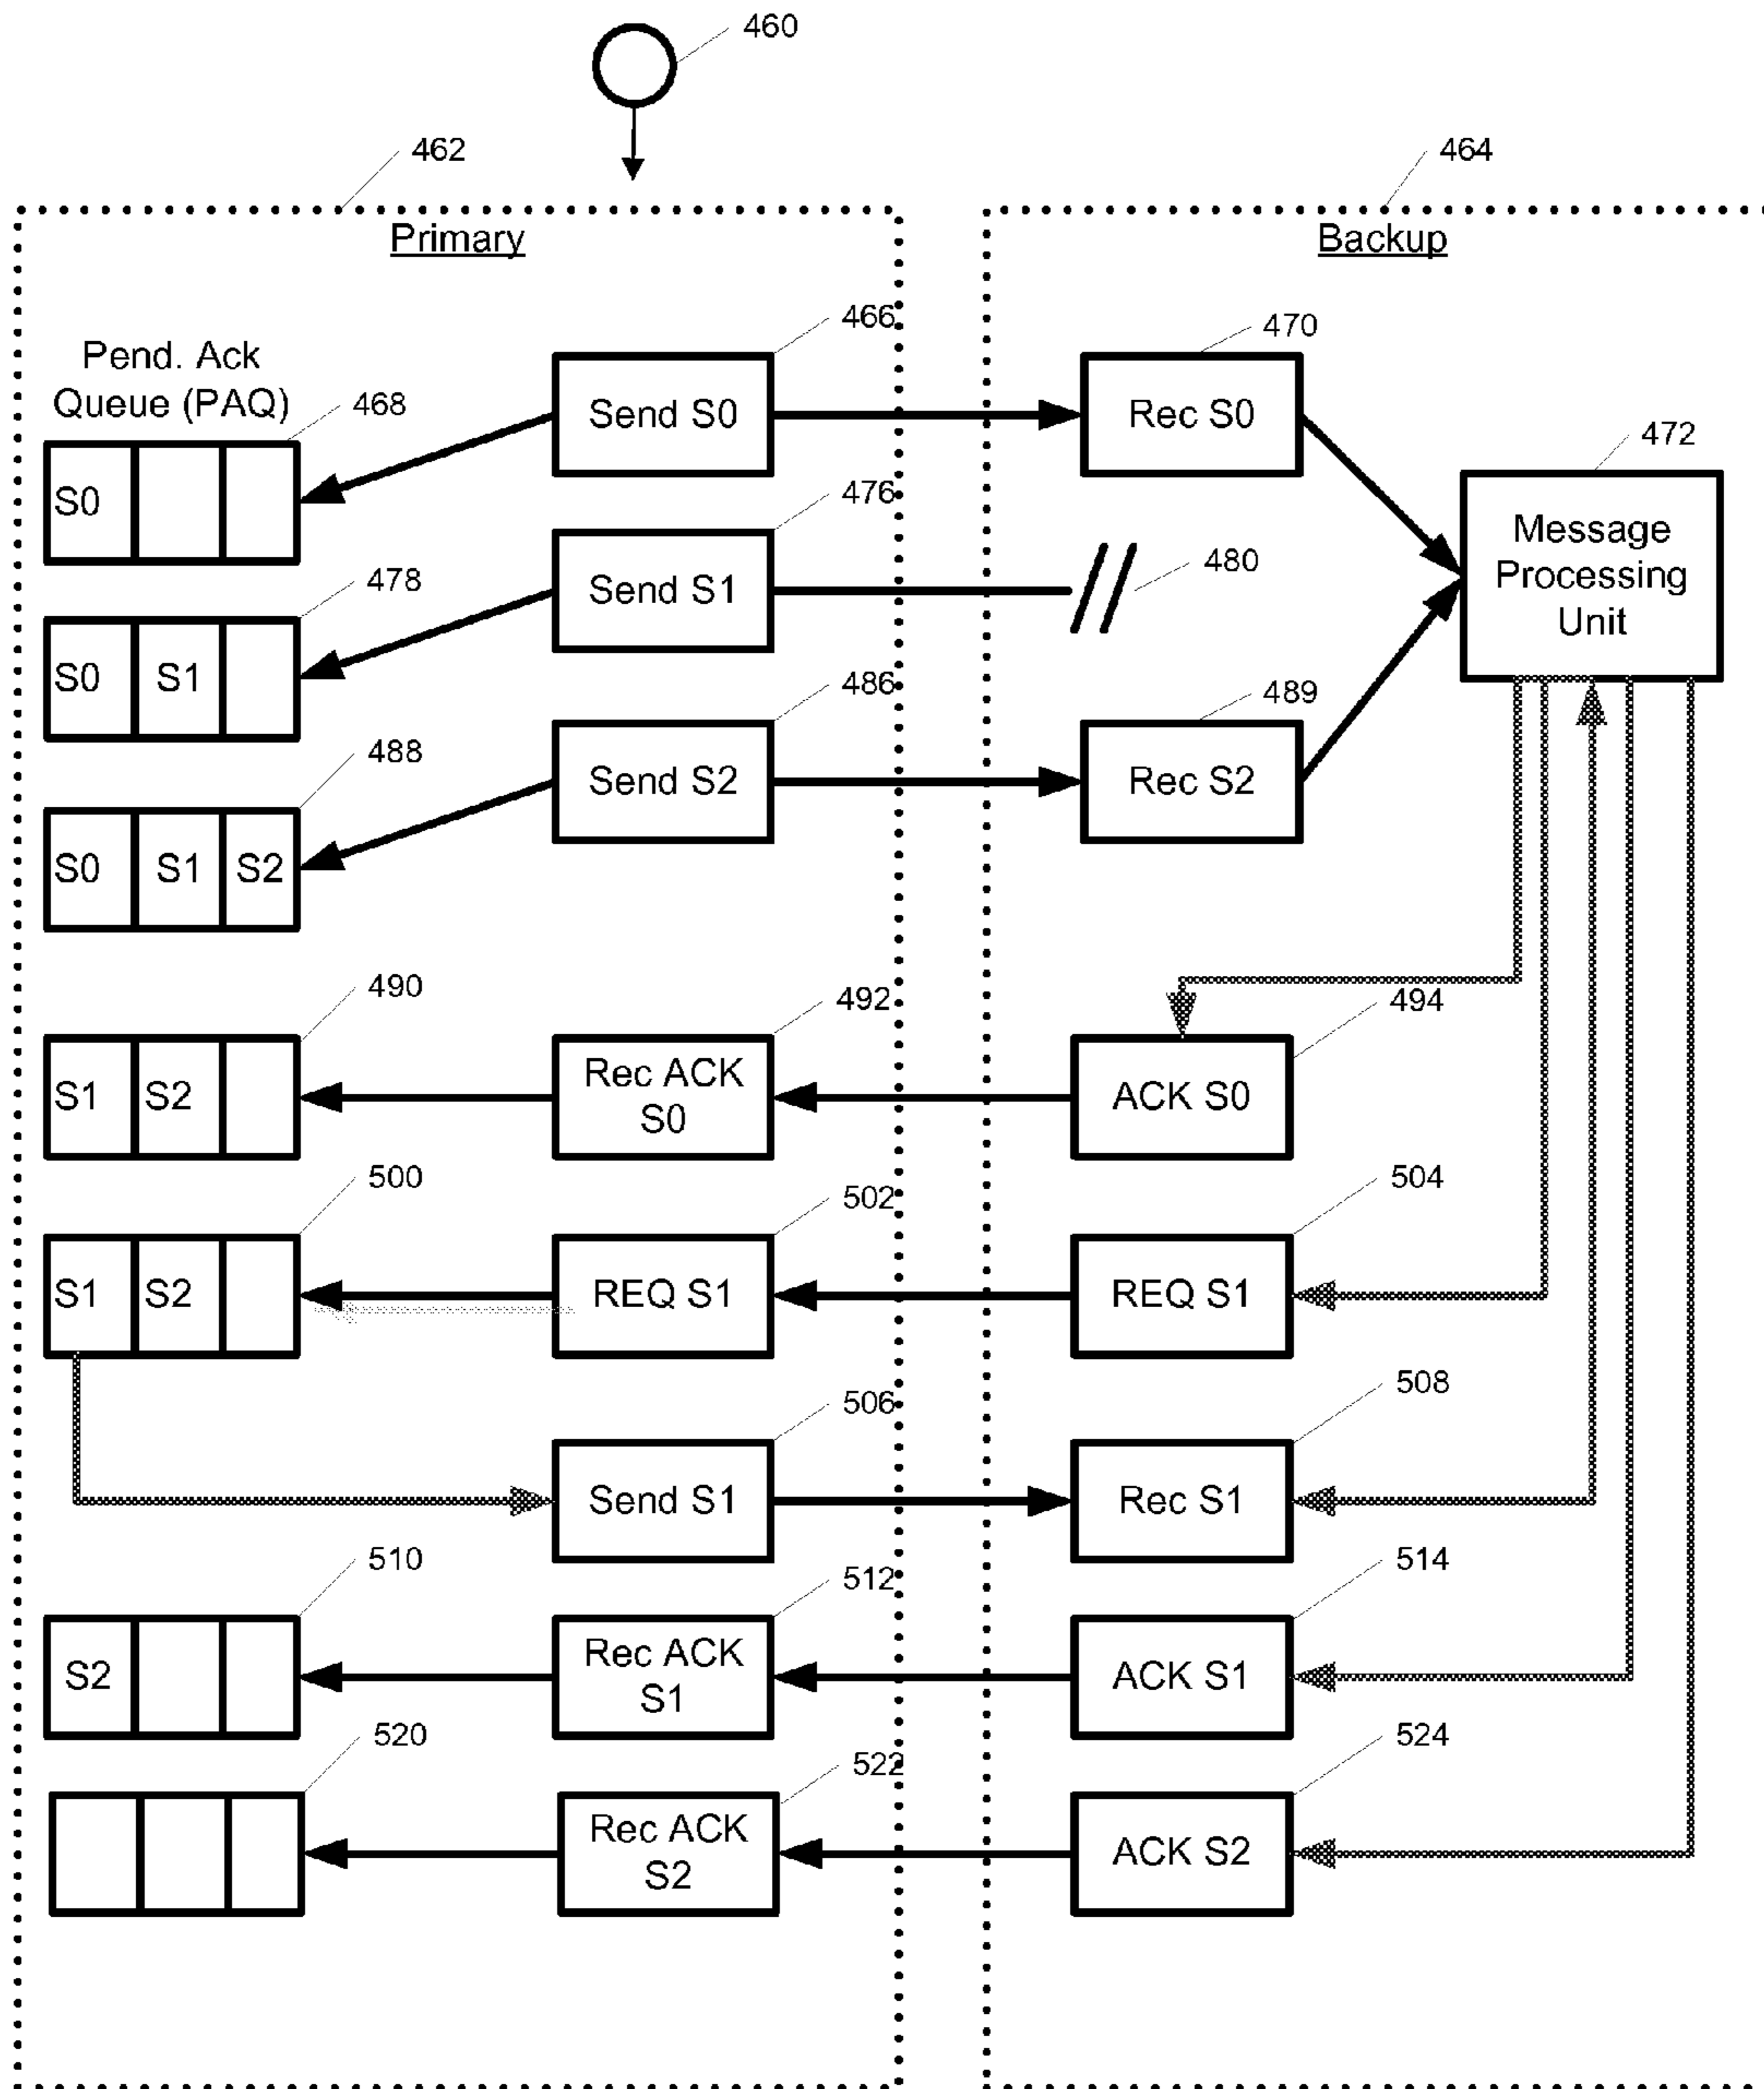 460
462
464
Primary
Backup
466
470
Pend. Ack
Queue (PAQ)
468
Send S0
Rec S0
472
S0
476
Message
Processing
Unit
478
Send S1
480
S0 S1
486
489
488
Send S2
Rec S2
S0 S1 S2
490
492
494
S1 S2
Rec ACK
S0
ACK S0
500
502
504
S1 S2
REQ S1
REQ S1
506
508
Send S1
Rec S1
510
512
514
S2
Rec ACK
S1
ACK S1
520
522
524
Rec ACK
S2
ACK S2